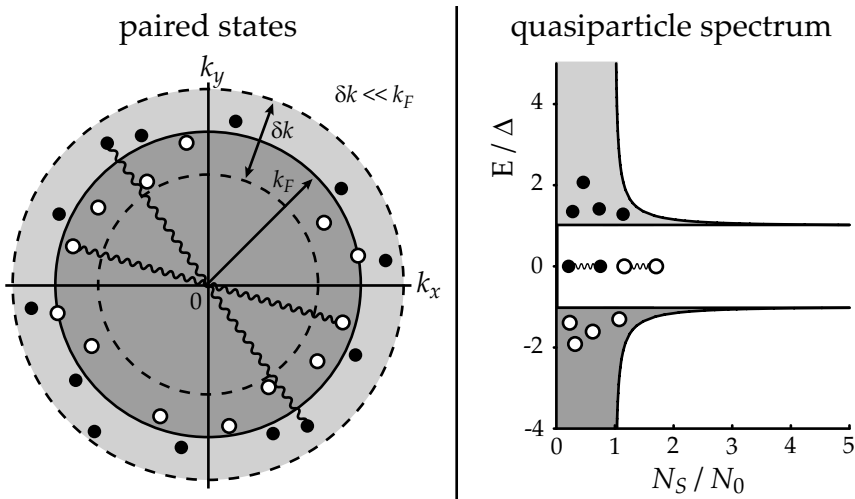 paired states
k_y
δk << k_F
δk
k_F
0
k_x
quasiparticle spectrum
E / Δ
4
2
0
-2
-4
0 1 2 3 4 5
N_S / N_0